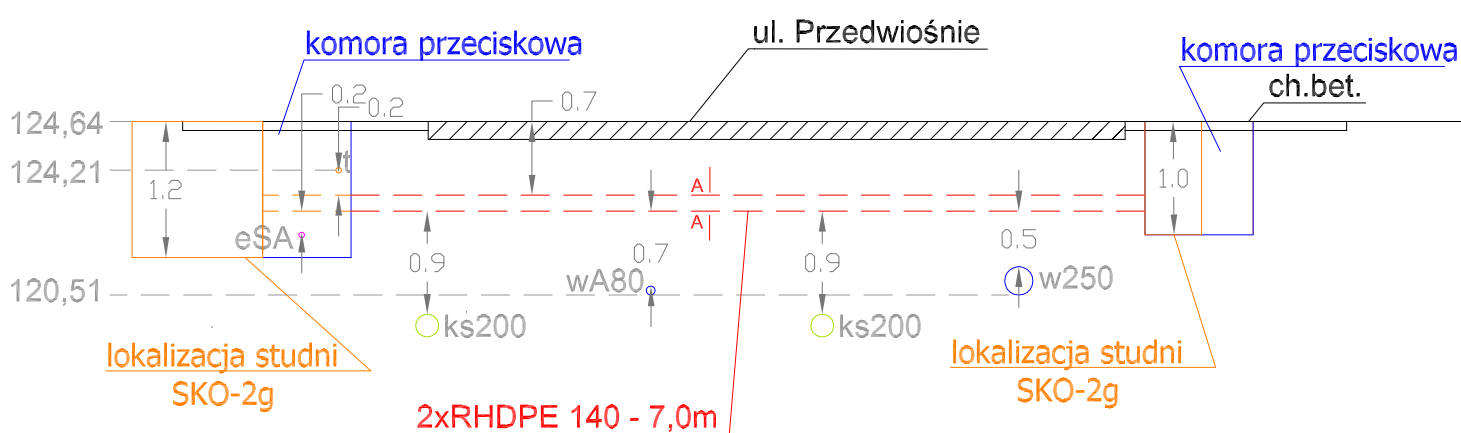 ul. Przedwiośnie
komora przeciskowa
komora przeciskowa
ch.bet.
0.2
0.2
0.7
124,64
124,21
t
1.2
1.0
A
A
eSA
0.9
0.7
0.9
0.5
120,51
wA80
w250
ks200
ks200
lokalizacja studni
SKO-2g
lokalizacja studni
SKO-2g
2xRHDPE 140 - 7,0m